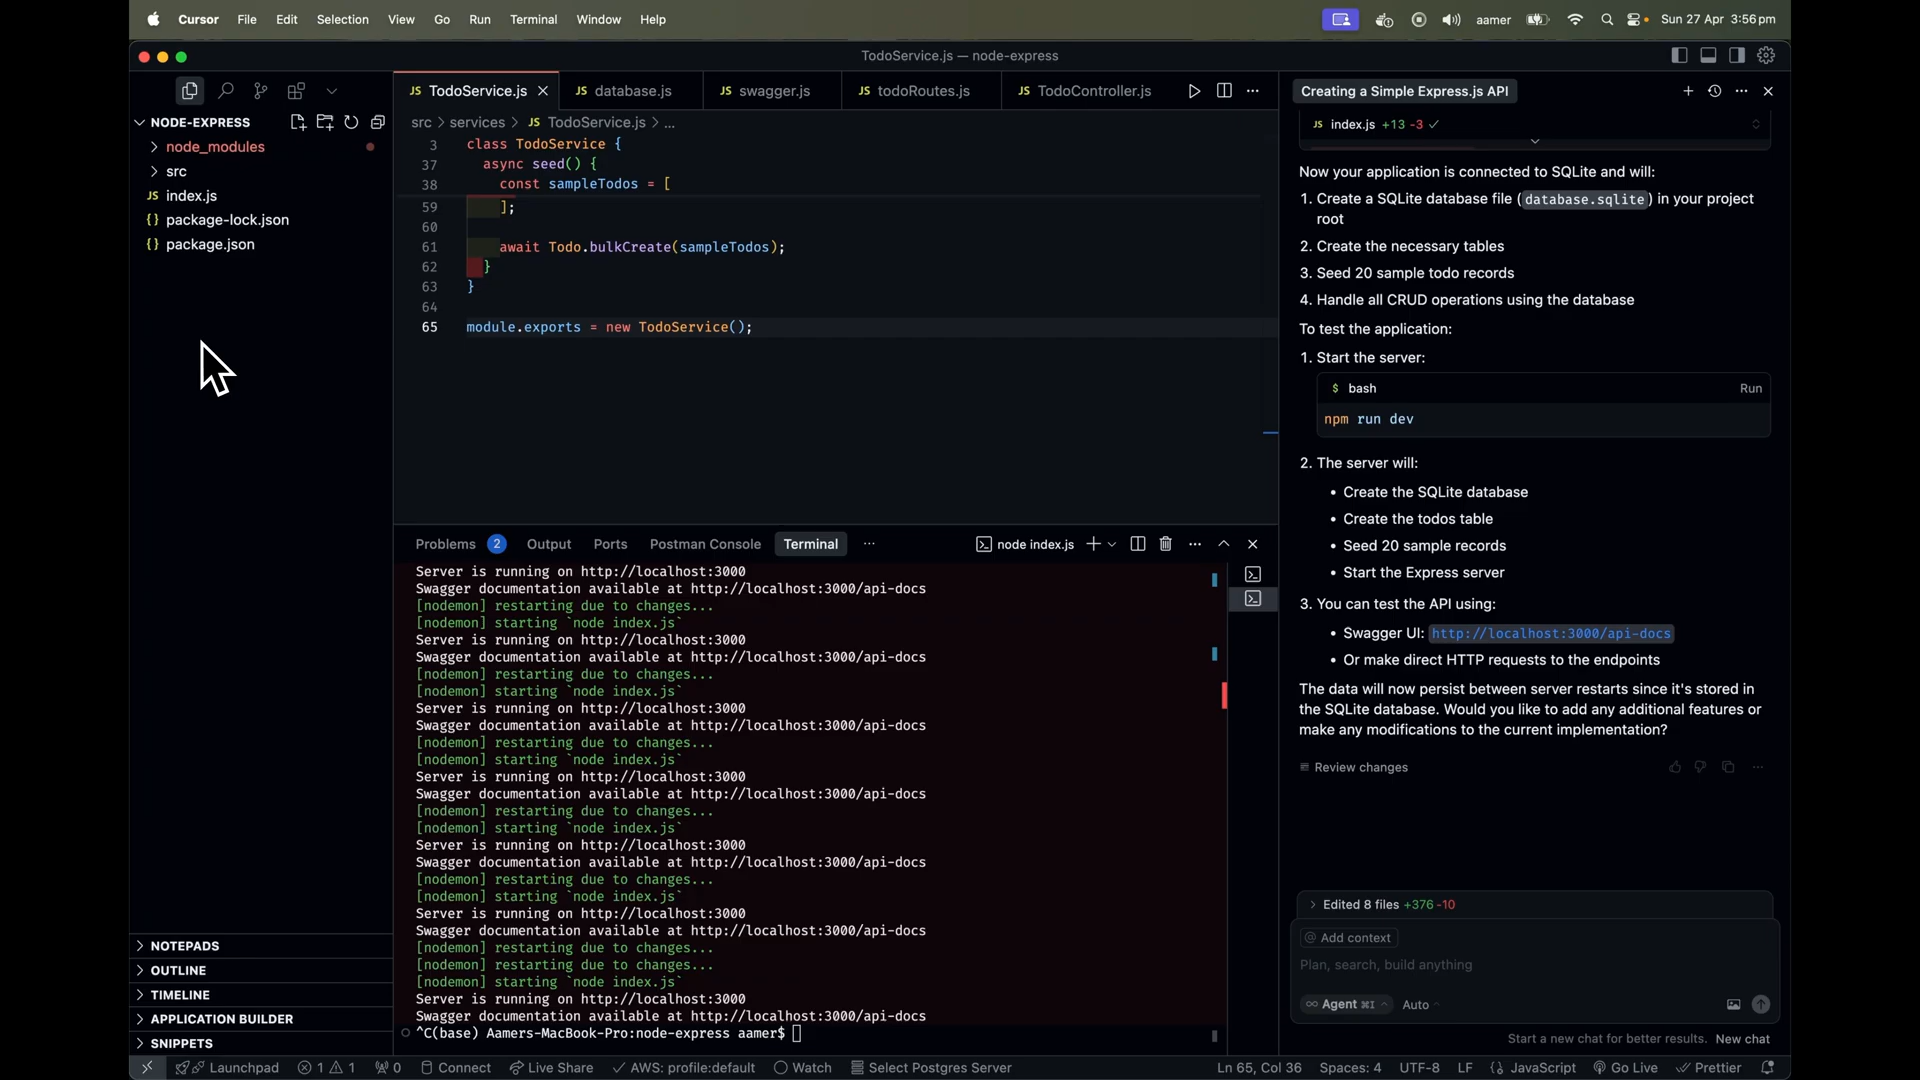 Cursor File Edit Selection View Go Run Terminal Window Help
aamer Sun 27 Apr 3:56 pm
TodoService.js — node-express
NODE-EXPRESS
node_modules
src
JS index.js
{} package-lock.json
{} package.json
NOTEPADS
OUTLINE
TIMELINE
APPLICATION BUILDER
SNIPPETS
JS TodoService.js
JS database.js
JS swagger.js
JS todoRoutes.js
JS TodoController.js
src > services > JS TodoService.js > ...
3 class TodoService {
37 async seed() {
38 const sampleTodos = [
59 ];
60
61 await Todo.bulkCreate(sampleTodos);
62 }
63 }
64
65 module.exports = new TodoService();
Problems 2 Output Ports Postman Console Terminal ··· node index.js
Server is running on http://localhost:3000
Swagger documentation available at http://localhost:3000/api-docs
[nodemon] restarting due to changes...
[nodemon] starting `node index.js`
Server is running on http://localhost:3000
Swagger documentation available at http://localhost:3000/api-docs
[nodemon] restarting due to changes...
[nodemon] starting `node index.js`
Server is running on http://localhost:3000
Swagger documentation available at http://localhost:3000/api-docs
[nodemon] restarting due to changes...
[nodemon] starting `node index.js`
Server is running on http://localhost:3000
Swagger documentation available at http://localhost:3000/api-docs
[nodemon] restarting due to changes...
[nodemon] starting `node index.js`
Server is running on http://localhost:3000
Swagger documentation available at http://localhost:3000/api-docs
[nodemon] restarting due to changes...
[nodemon] starting `node index.js`
Server is running on http://localhost:3000
Swagger documentation available at http://localhost:3000/api-docs
[nodemon] restarting due to changes...
[nodemon] restarting due to changes...
[nodemon] starting `node index.js`
Server is running on http://localhost:3000
Swagger documentation available at http://localhost:3000/api-docs
^C(base) Aamers-MacBook-Pro:node-express aamer$
Creating a Simple Express.js API
JS index.js +13 -3
Now your application is connected to SQLite and will:
1. Create a SQLite database file (database.sqlite) in your project
root
2. Create the necessary tables
3. Seed 20 sample todo records
4. Handle all CRUD operations using the database
To test the application:
1. Start the server:
$ bash Run
npm run dev
2. The server will:
• Create the SQLite database
• Create the todos table
• Seed 20 sample records
• Start the Express server
3. You can test the API using:
• Swagger UI: http://localhost:3000/api-docs
• Or make direct HTTP requests to the endpoints
The data will now persist between server restarts since it's stored in
the SQLite database. Would you like to add any additional features or
make any modifications to the current implementation?
Review changes
Edited 8 files +376 -10
@ Add context
Plan, search, build anything
∞ Agent ⌘I Auto
Start a new chat for better results. New chat
Launchpad 1 1 0 Connect Live Share AWS: profile:default Watch Select Postgres Server
Ln 65, Col 36 Spaces: 4 UTF-8 LF {} JavaScript Go Live Prettier